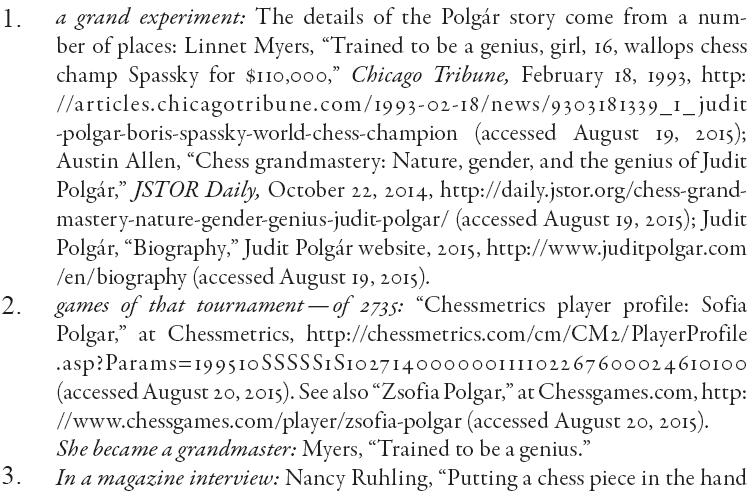 1. a grand experiment: The details of the Polgár story come from a num-
ber of places: Linnet Myers, “Trained to be a genius, girl, 16, wallops chess
champ Spassky for $110,000,” Chicago Tribune, February 18, 1993, http:
//articles.chicagotribune.com/1993-02-18/news/9303181339_1_judit
-polgar-boris-spassky-world-chess-champion (accessed August 19, 2015);
Austin Allen, “Chess grandmastery: Nature, gender, and the genius of Judit
Polgár,” JSTOR Daily, October 22, 2014, http://daily.jstor.org/chess-grand-
mastery-nature-gender-genius-judit-polgar/ (accessed August 19, 2015); Judit
Polgár, “Biography,” Judit Polgár website, 2015, http://www.juditpolgar.com
/en/biography (accessed August 19, 2015).
2. games of that tournament—of 2735: “Chessmetrics player profile: Sofia
Polgar,” at Chessmetrics, http://chessmetrics.com/cm/CM2/PlayerProfile
.asp?Params=199510SSSSS1S102714000000111102267600024610100
(accessed August 20, 2015). See also “Zsofia Polgar,” at Chessgames.com, http:
//www.chessgames.com/player/zsofia-polgar (accessed August 20, 2015).
She became a grandmaster: Myers, “Trained to be a genius.”
3. In a magazine interview: Nancy Ruhling, “Putting a chess piece in the hand